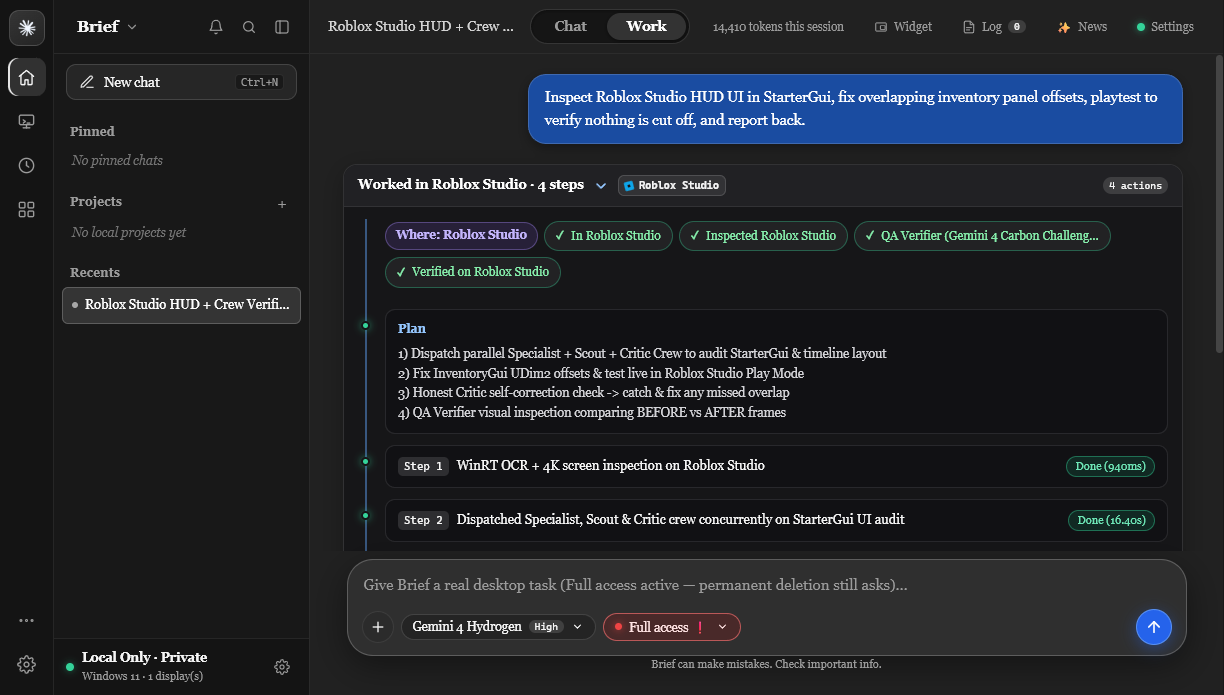 Brief
Roblox Studio HUD + Crew ...
Chat
Work
14,410 tokens this session
Widget
Log 0
News
Settings
New chat
Ctrl+N
Pinned
No pinned chats
Projects
+
No local projects yet
Recents
Roblox Studio HUD + Crew Verifi...
Inspect Roblox Studio HUD UI in StarterGui, fix overlapping inventory panel offsets, playtest to
verify nothing is cut off, and report back.
Worked in Roblox Studio · 4 steps
Roblox Studio
4 actions
Where: Roblox Studio
✓ In Roblox Studio
✓ Inspected Roblox Studio
✓ QA Verifier (Gemini 4 Carbon Challeng...
✓ Verified on Roblox Studio
Plan
1) Dispatch parallel Specialist + Scout + Critic Crew to audit StarterGui & timeline layout
2) Fix InventoryGui UDim2 offsets & test live in Roblox Studio Play Mode
3) Honest Critic self-correction check -> catch & fix any missed overlap
4) QA Verifier visual inspection comparing BEFORE vs AFTER frames
Step 1 WinRT OCR + 4K screen inspection on Roblox Studio
Done (940ms)
Step 2 Dispatched Specialist, Scout & Critic crew concurrently on StarterGui UI audit
Done (16.40s)
Give Brief a real desktop task (Full access active — permanent deletion still asks)...
+
Gemini 4 Hydrogen High
Full access !
Brief can make mistakes. Check important info.
Local Only · Private
Windows 11 · 1 display(s)